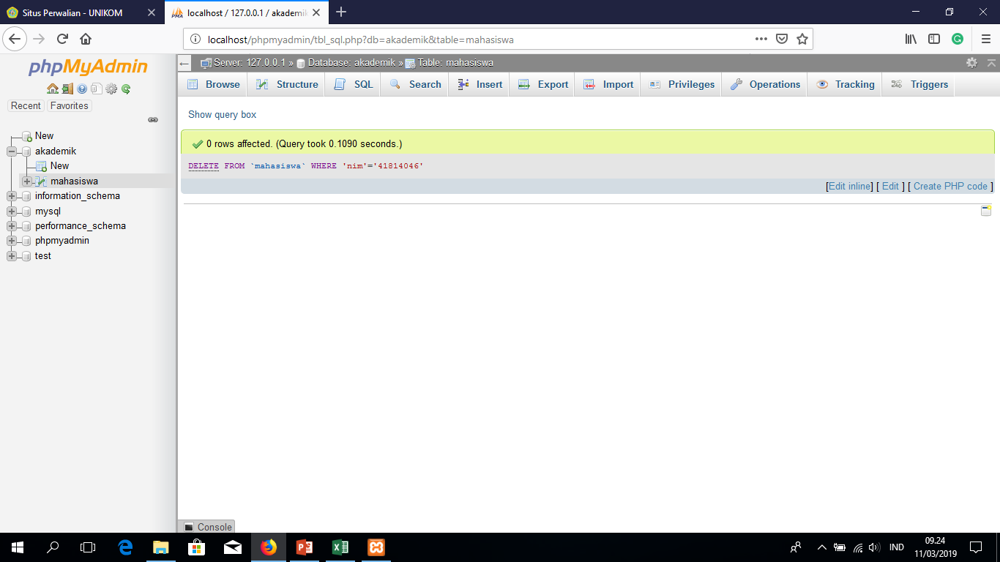 Situs Perwalian - UNIKOM
localhost / 127.0.0.1 / akademik
localhost/phpmyadmin/tbl_sql.php?db=akademik&table=mahasiswa
phpMyAdmin
Recent Favorites
New
akademik
New
mahasiswa
information_schema
mysql
performance_schema
phpmyadmin
test
Server: 127.0.0.1 » Database: akademik » Table: mahasiswa
Browse Structure SQL Search Insert Export Import Privileges Operations Tracking Triggers
Show query box
0 rows affected. (Query took 0.1090 seconds.)
DELETE FROM `mahasiswa` WHERE 'nim'='41814046'
[Edit inline] [ Edit ] [ Create PHP code ]
Console
IND
09.24
11/03/2019